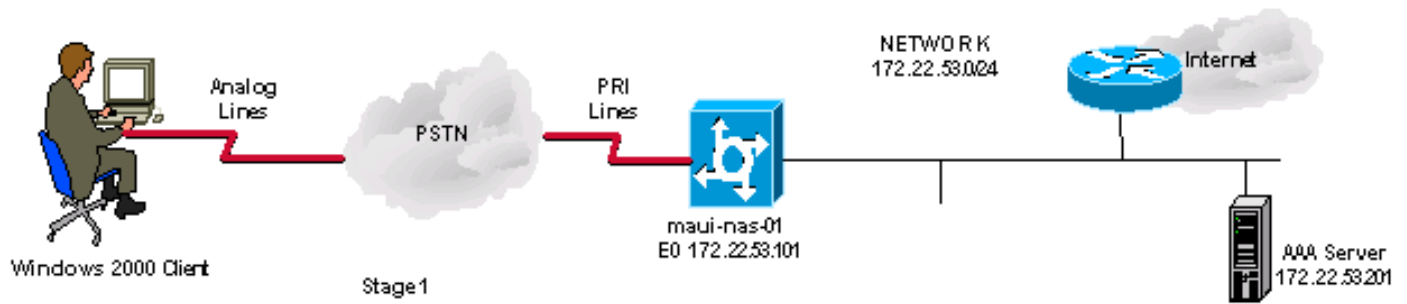 NETWORK
172.22.53.0/24
Internet
Analog
Lines
PRI
Lines
PSTN
maui-nas-01
E0 172.22.53.101
Windows 2000 Client
Stage1
AAA Server
172.22.53.201